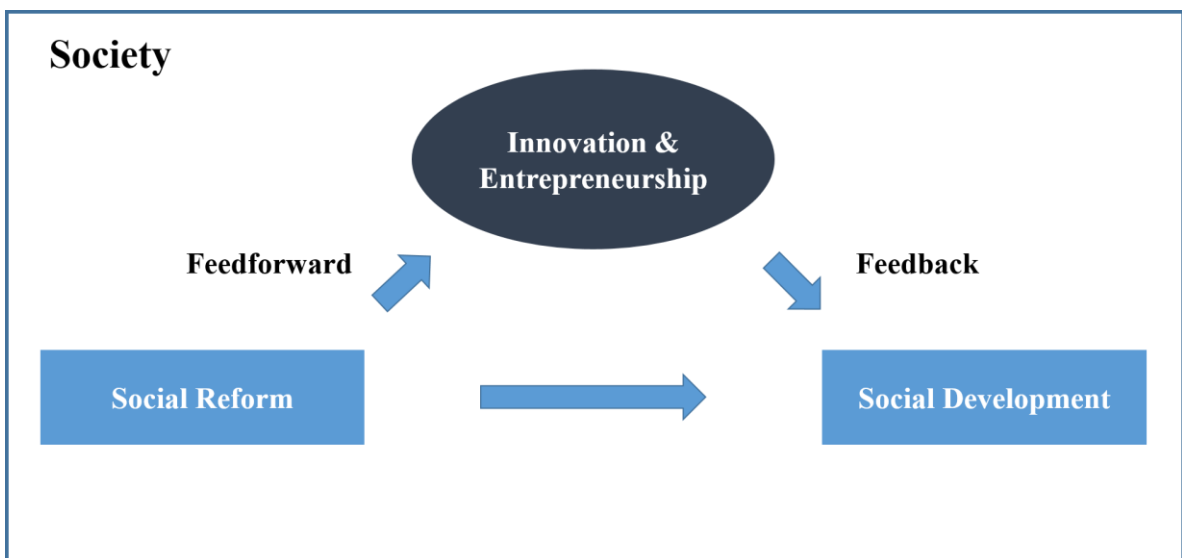 Society
Innovation &
Entrepreneurship
Feedforward
Feedback
Social Reform
Social Development